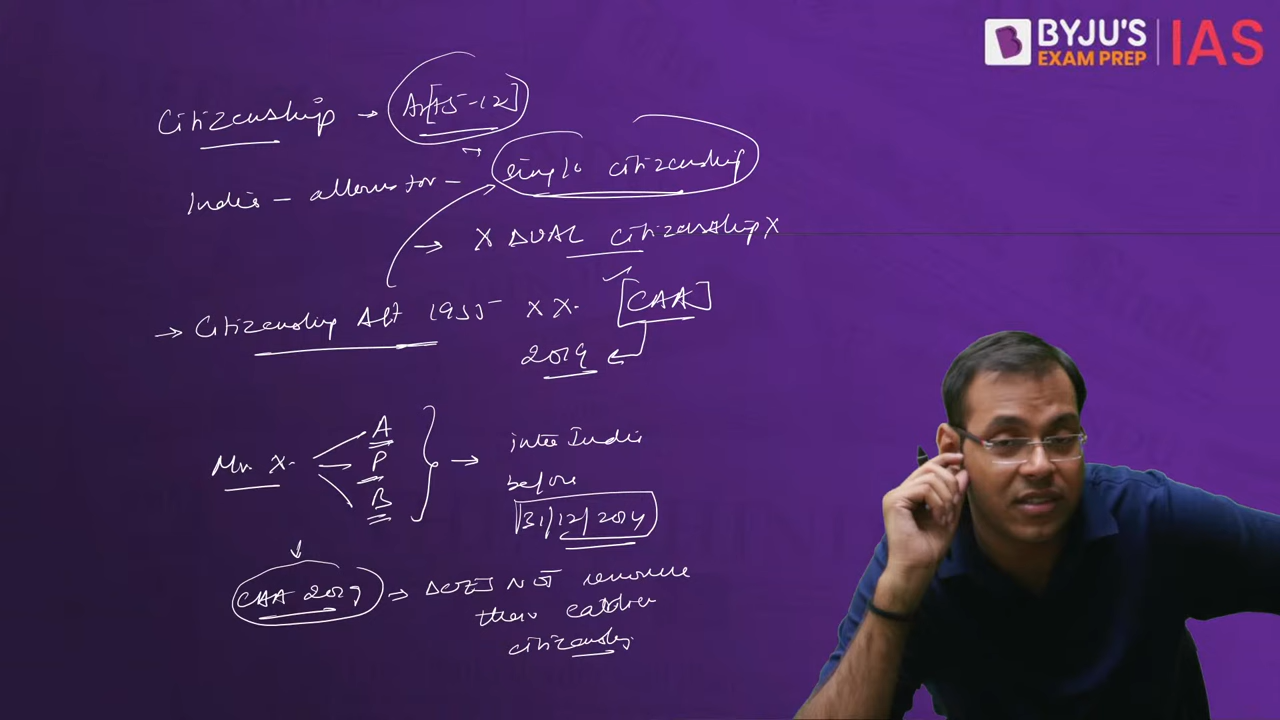 BYJU'S
EXAM PREP
IAS
Citizenship → Art[5-12]
India - allows for - single citizenship
→ X DUAL citizenship X
→ Citizenship Act 1955 X X. [CAA]
2019
Mr X. A
P
B
into India
before
31/12/2014
CAA 2019 ⇒ DOES NOT renounce
their earlier
citizenship